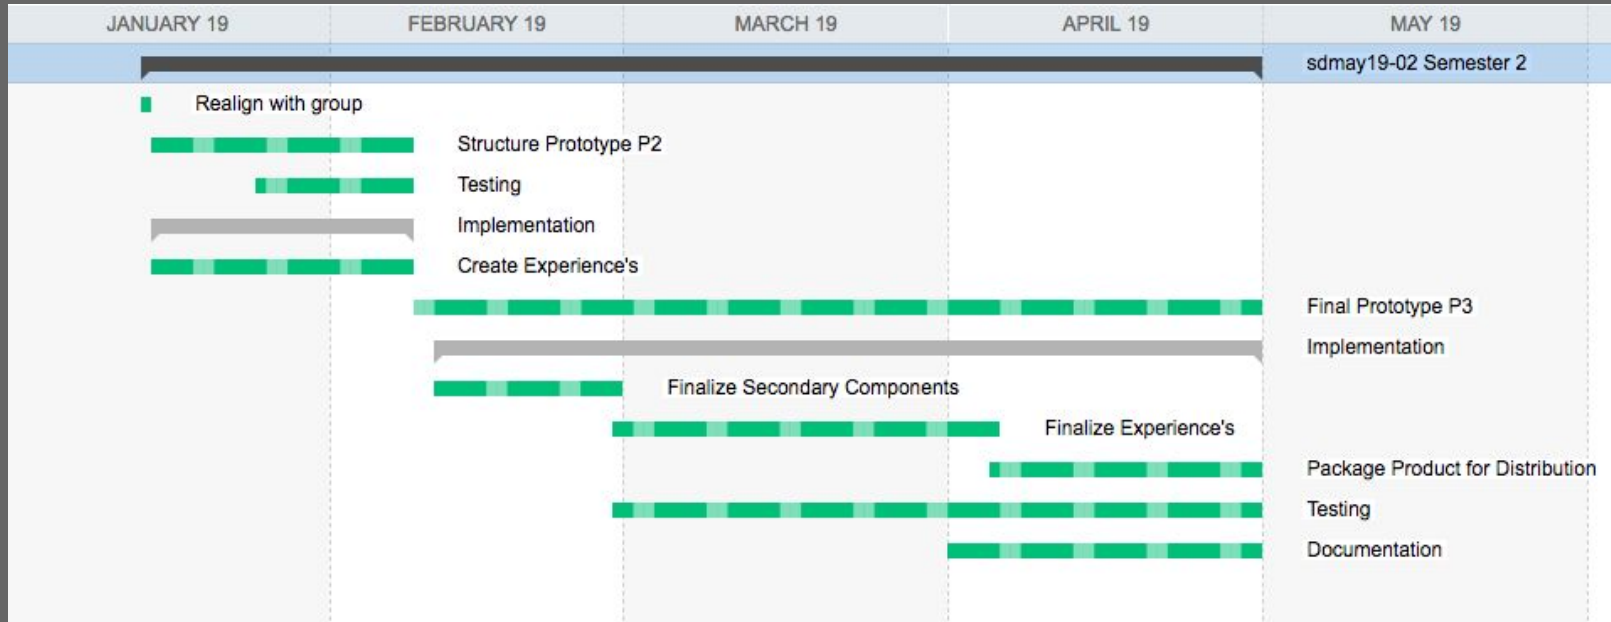 JANUARY 19 FEBRUARY 19 MARCH 19 APRIL 19 MAY 19
sdmay19-02 Semester 2
Realign with group
Structure Prototype P2
Testing
Implementation
Create Experience's
Final Prototype P3
Implementation
Finalize Secondary Components
Finalize Experience's
Package Product for Distribution
Testing
Documentation